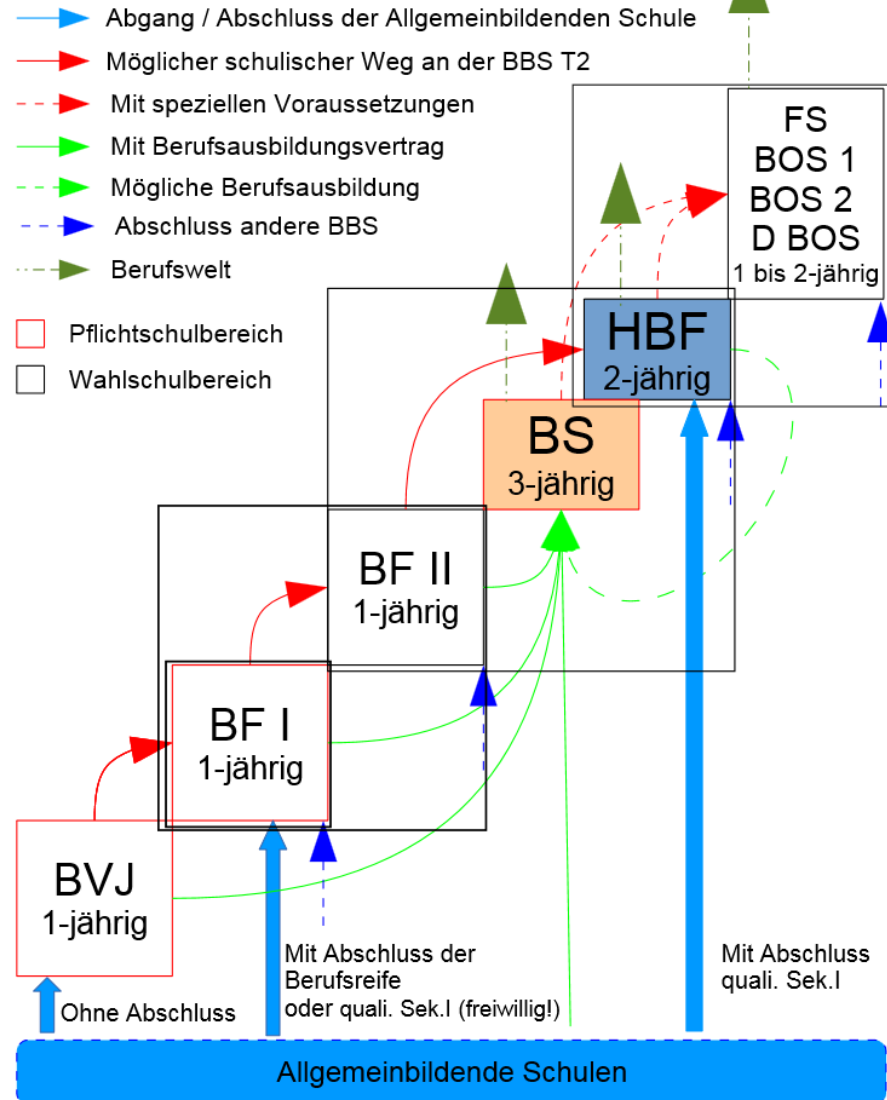 Abgang / Abschluss der Allgemeinbildenden Schule
Möglicher schulischer Weg an der BBS T2
Mit speziellen Voraussetzungen
Mit Berufsausbildungsvertrag
Mögliche Berufsausbildung
Abschluss andere BBS
Berufswelt
Pflichtschulbereich
Wahlschulbereich
FS
BOS 1
BOS 2
D BOS
1 bis 2-jährig
HBF
2-jährig
BS
3-jährig
BF II
1-jährig
BF I
1-jährig
BVJ
1-jährig
Ohne Abschluss
Mit Abschluss der
Berufsreife
oder quali. Sek.I (freiwillig!)
Mit Abschluss
quali. Sek.I
Allgemeinbildende Schulen